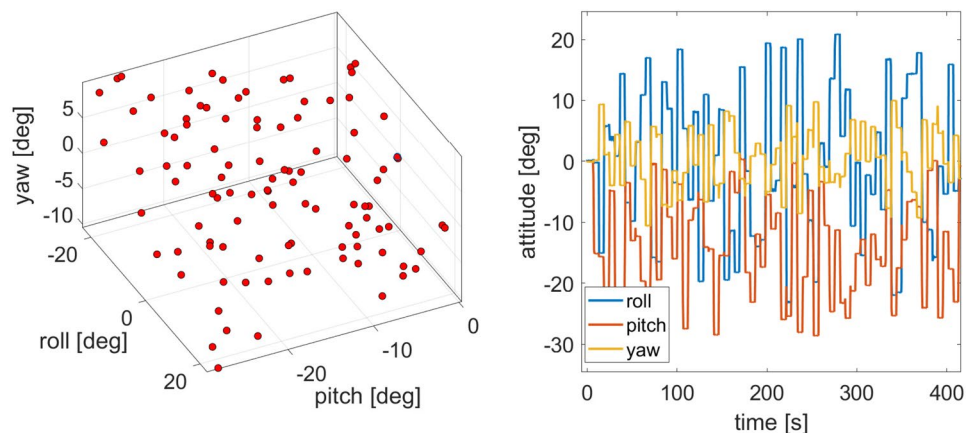 yaw [deg]
5
0
-5
-10
-20
0
20
roll [deg]
-20
-10
0
pitch [deg]
attitude [deg]
20
10
0
-10
-20
-30
roll
pitch
yaw
0
100
200
300
400
time [s]